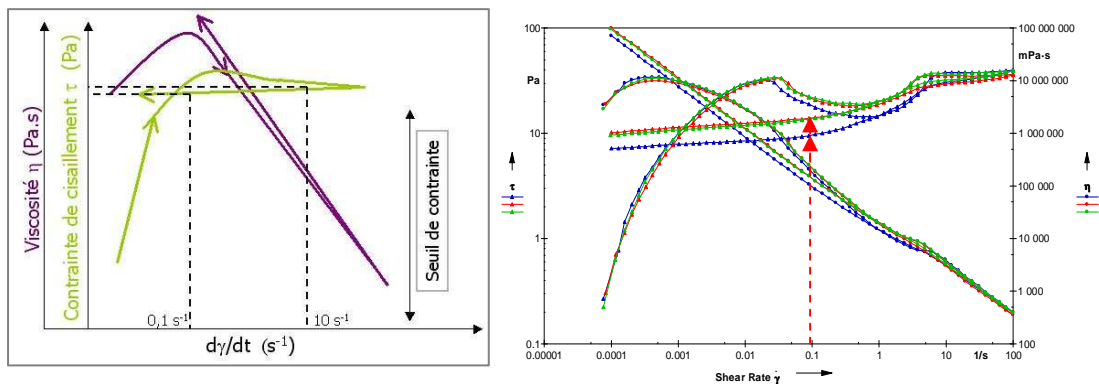 Viscosité η (Pa.s)
Contrainte de cisaillement τ (Pa)
Seuil de contrainte
0,1 s⁻¹
10 s⁻¹
dγ/dt (s⁻¹)
100
Pa
10
τ
1
0.1
0.00001
0.0001
0.001
0.01
0.1
1
1/s
100
Shear Rate γ̇
100 000 000
mPa·s
10 000 000
1 000 000
η
100 000
10 000
1 000
100